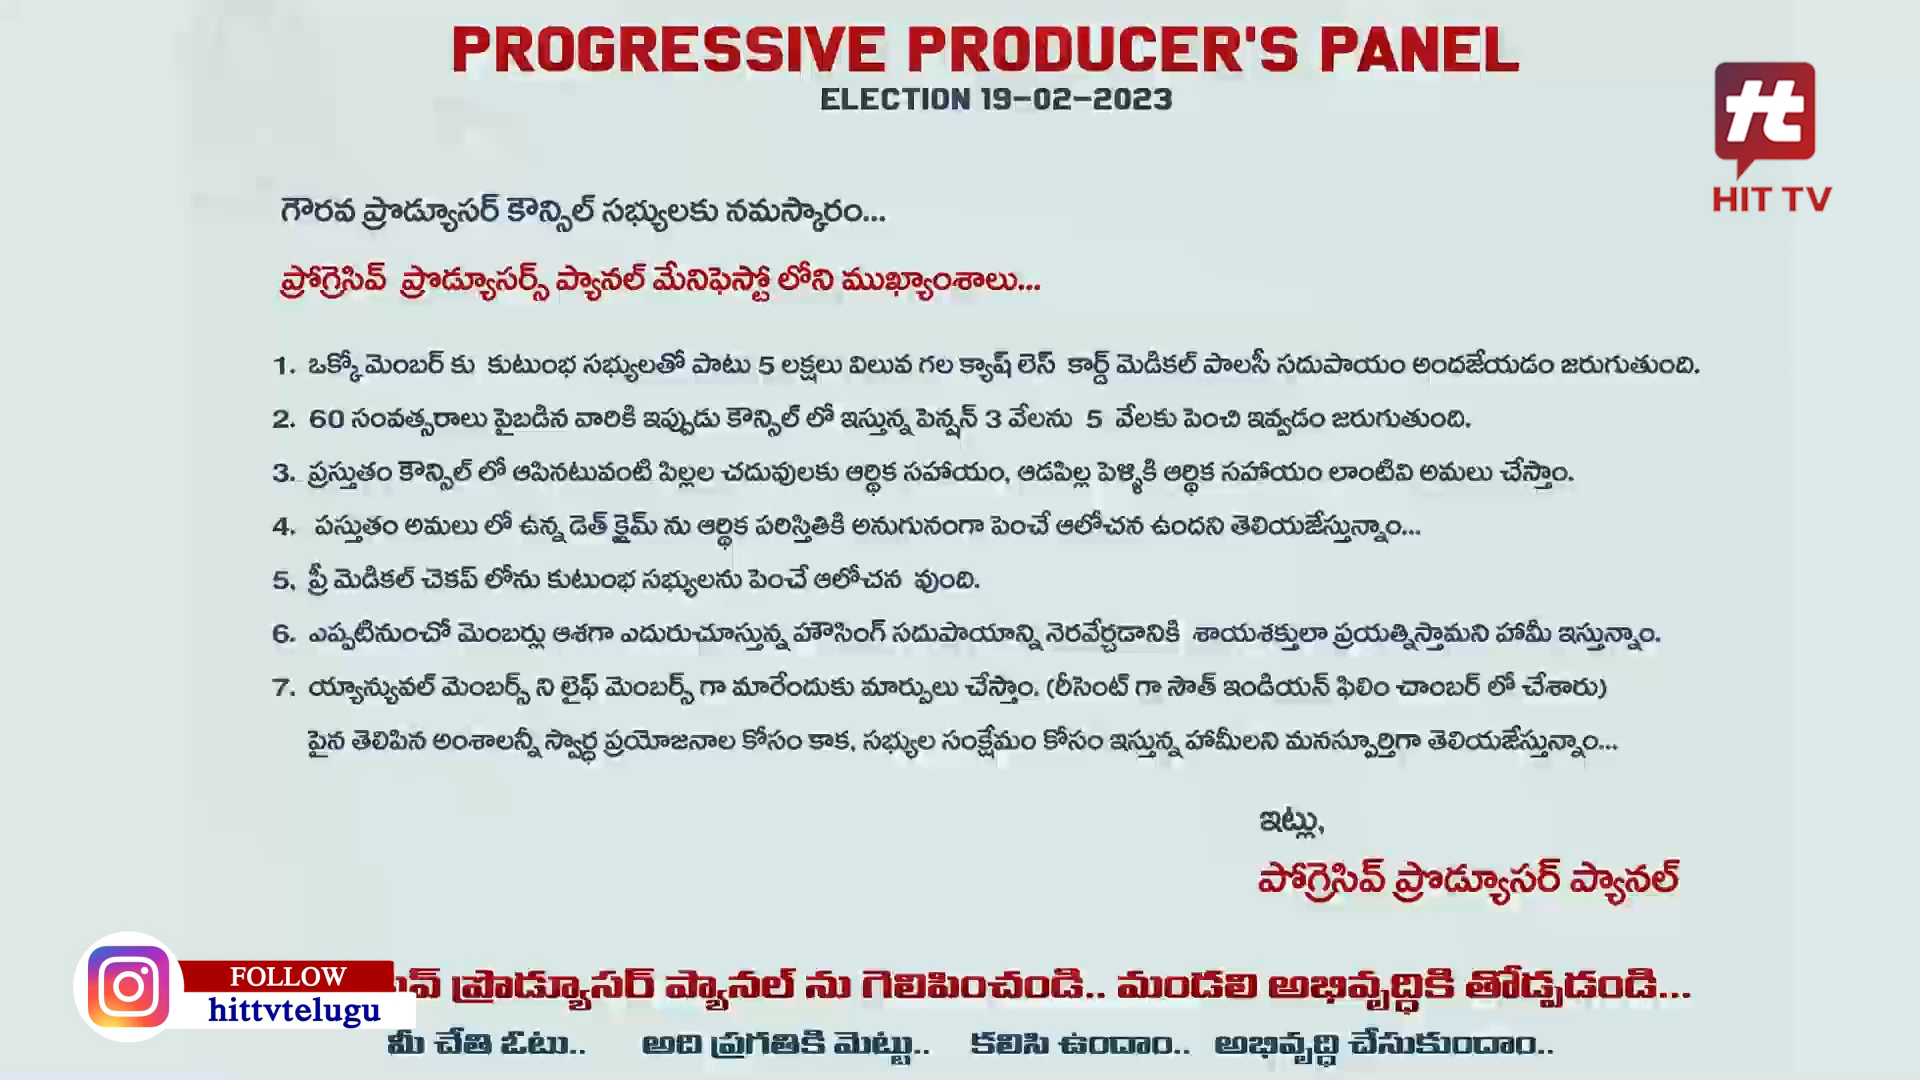 PROGRESSIVE PRODUCER'S PANEL
ELECTION 19-02-2023
HIT TV
గౌరవ ప్రొడ్యూసర్ కౌన్సిల్ సభ్యులకు నమస్కారం...
ప్రోగ్రెసివ్ ప్రొడ్యూసర్స్ ప్యానల్ మేనిఫెస్టో లోని ముఖ్యాంశాలు...
1. ఒక్కోమెంబర్ కు కుటుంభ సభ్యులతో పాటు 5 లక్షలు విలువ గల క్యాష్ లెస్ కార్డ్ మెడికల్ పాలసీ సదుపాయం అందజేయడం జరుగుతుంది.
2. 60 సంవత్సరాలు పైబడిన వారికి ఇప్పుడు కౌన్సిల్ లో ఇస్తున్న పెన్షన్ 3 వేలను 5 వేలకు పెంచి ఇవ్వడం జరుగుతుంది.
3. ప్రస్తుతం కౌన్సిల్ లో ఆపినటువంటి పిల్లల చదువులకు ఆర్థిక సహాయం, ఆడపిల్ల పెళ్ళికి ఆర్థిక సహాయం లాంటివి అమలు చేస్తాం.
4. పస్తుతం అమలు లో ఉన్న డెత్ క్లైమ్ ను ఆర్థిక పరిస్తితికి అనుగునంగా పెంచే ఆలోచన ఉందని తెలియజేస్తున్నాం...
5. ఫ్రీ మెడికల్ చెకప్ లోను కుటుంభ సభ్యులను పెంచే ఆలోచన వుంది.
6. ఎప్పటినుంచో మెంబర్లు ఆశగా ఎదురుచూస్తున్న హౌసింగ్ సదుపాయాన్ని నెరవేర్చడానికి శాయశక్తులా ప్రయత్నిస్తామని హామీ ఇస్తున్నాం.
7. య్యాన్యువల్ మెంబర్స్ ని లైఫ్ మెంబర్స్ గా మారేందుకు మార్పులు చేస్తాం. (రీసెంట్ గా సౌత్ ఇండియన్ ఫిలిం చాంబర్ లో చేశారు)
పైన తెలిపిన అంశాలన్నీ స్వార్థ ప్రయోజనాల కోసం కాక, సభ్యుల సంక్షేమం కోసం ఇస్తున్న హామీలని మనస్పూర్తిగా తెలియజేస్తున్నాం...
ఇట్లు,
పోగ్రెసివ్ ప్రొడ్యూసర్ ప్యానల్
ప్రొడ్యూసర్ ప్యానల్ ను గెలిపించండి.. మండలి అభివృద్ధికి తోడ్పడండి...
FOLLOW
hittvtelugu
మీ చేతి ఓటు.. అది ప్రగతికి మెట్టు.. కలిసి ఉందాం.. అభివృద్ధి చేసుకుందాం..